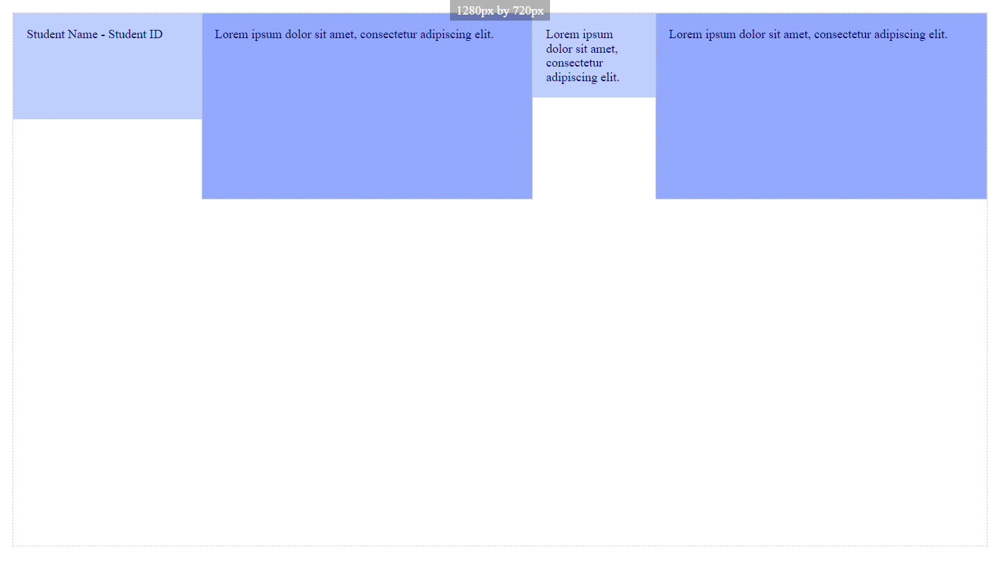 1280px by 720px
Student Name - Student ID
Lorem ipsum dolor sit amet, consectetur adipiscing elit.
Lorem ipsum
dolor sit amet,
consectetur
adipiscing elit.
Lorem ipsum dolor sit amet, consectetur adipiscing elit.